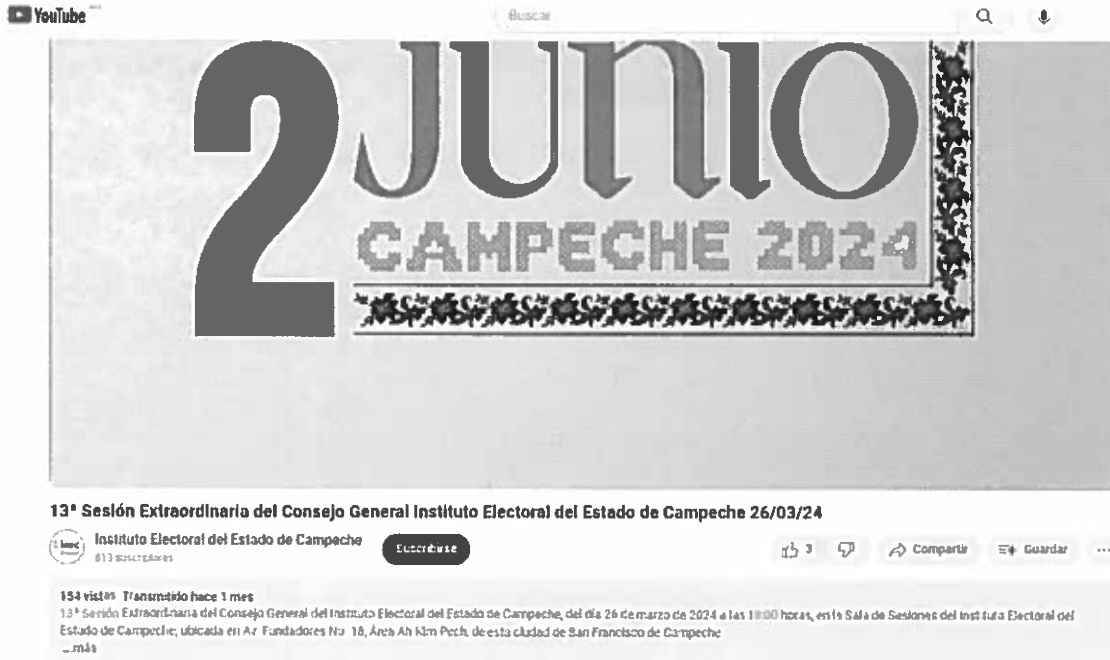 YouTube
Buscar
2 JUNIO
CAMPECHE 2024
13ª Sesión Extraordinaria del Consejo General Instituto Electoral del Estado de Campeche 26/03/24
Instituto Electoral del Estado de Campeche
813 suscriptores
Suscribirse
3
Compartir
Guardar
...
154 vistas Transmitido hace 1 mes
13ª Sesión Extraordinaria del Consejo General del Instituto Electoral del Estado de Campeche, del día 26 de marzo de 2024 a las horas, en la Sala de Sesiones del Instituto Electoral del
Estado de Campeche, ubicada en Av. Fundadores No. 18, Área Ah Kim Pech, de esta ciudad de San Francisco de Campeche
...más